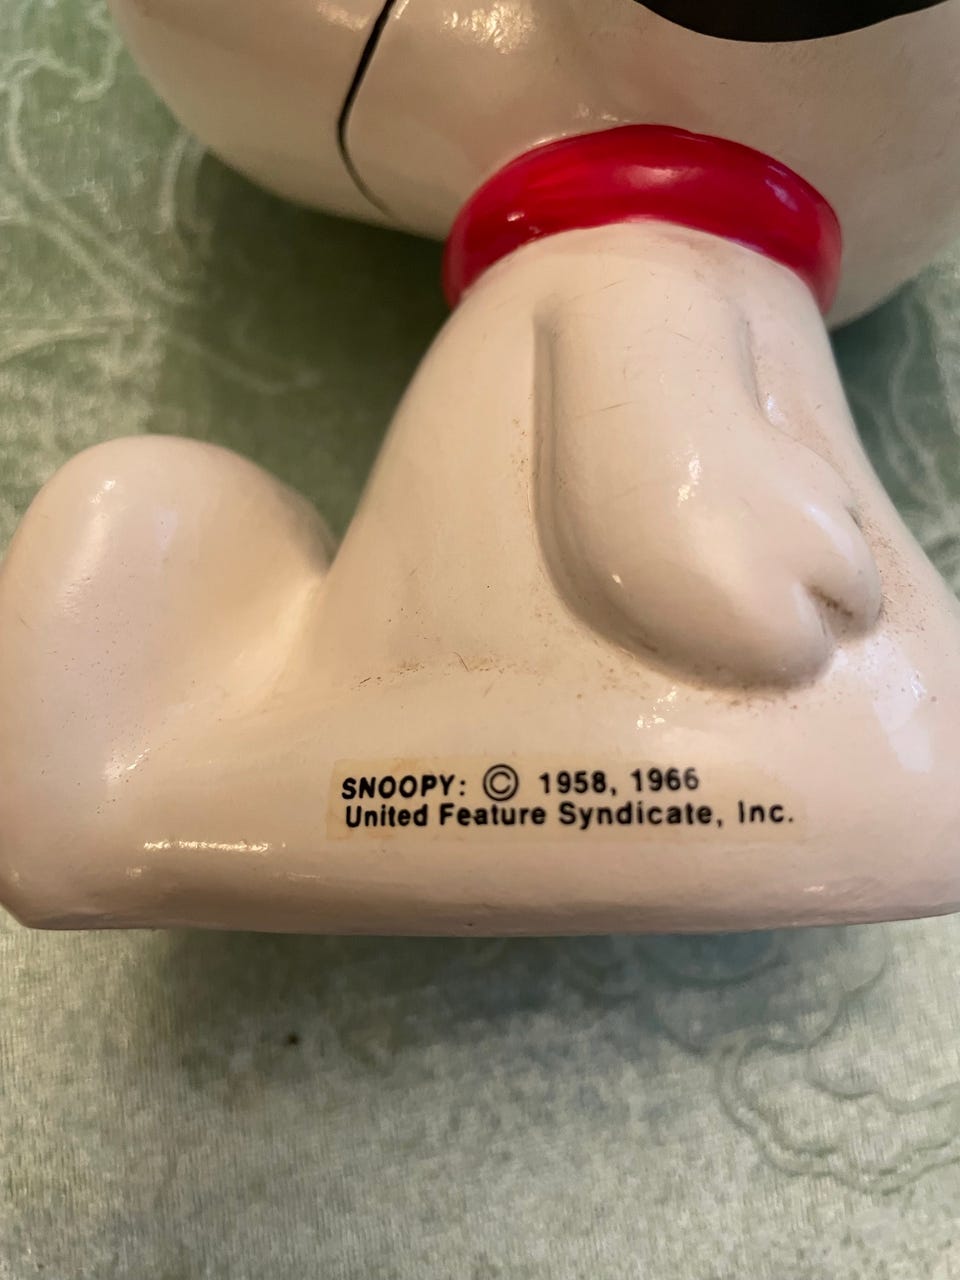 SNOOPY: © 1958, 1966
United Feature Syndicate, Inc.